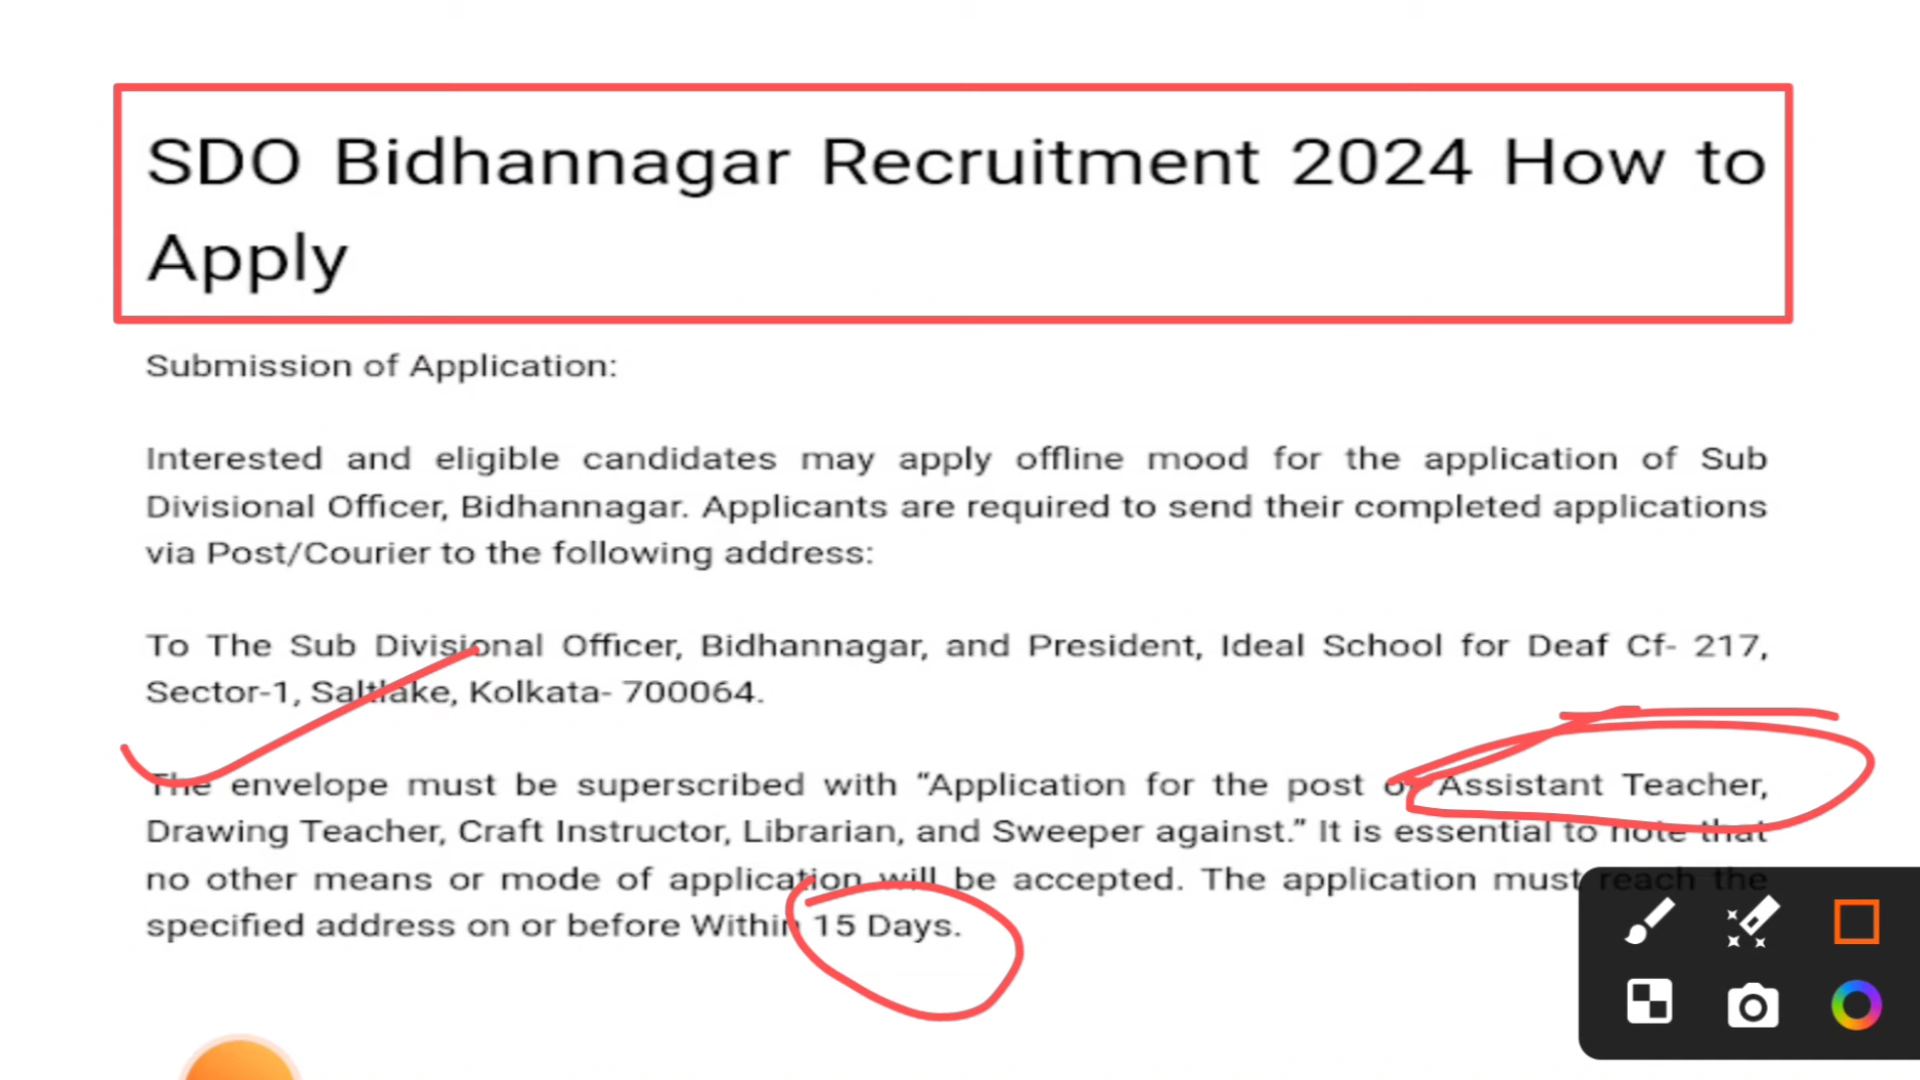 SDO Bidhannagar Recruitment 2024 How to
Apply
Submission of Application:
Interested and eligible candidates may apply offline mood for the application of Sub
Divisional Officer, Bidhannagar. Applicants are required to send their completed applications
via Post/Courier to the following address:
To The Sub Divisional Officer, Bidhannagar, and President, Ideal School for Deaf Cf- 217,
Sector-1, Saltlake, Kolkata- 700064.
The envelope must be superscribed with “Application for the post of Assistant Teacher,
Drawing Teacher, Craft Instructor, Librarian, and Sweeper against.” It is essential to note that
no other means or mode of application will be accepted. The application must reach the
specified address on or before Within 15 Days.